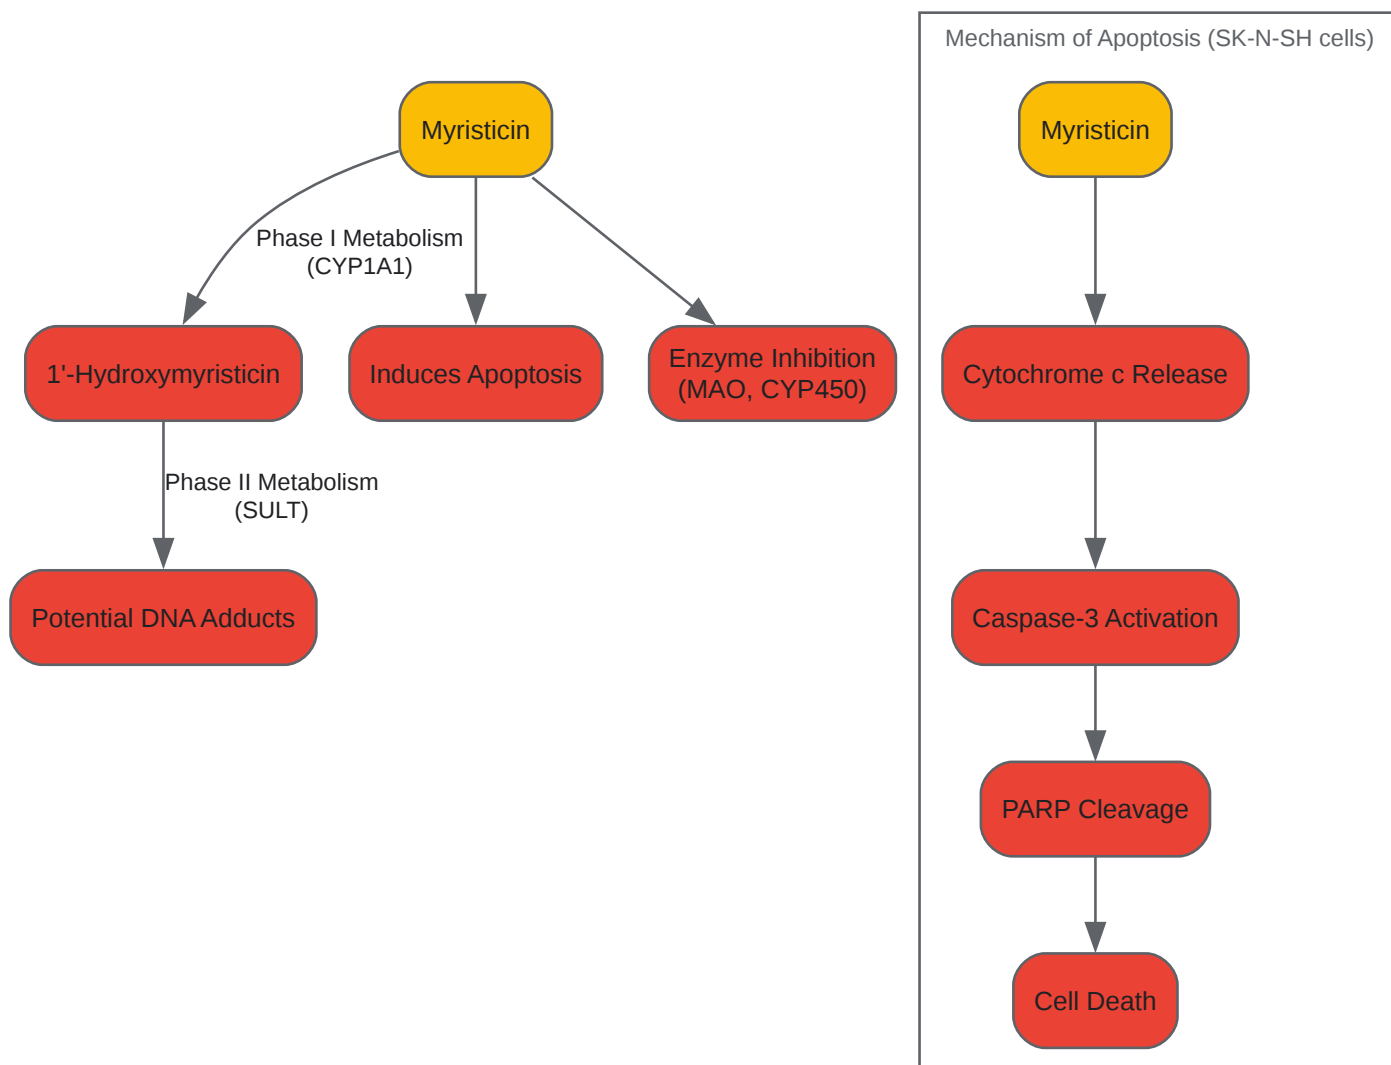 Mechanism of Apoptosis (SK-N-SH cells)
Myristicin
Myristicin
Phase I Metabolism
(CYP1A1)
1'-Hydroxymyristicin
Induces Apoptosis
Enzyme Inhibition
(MAO, CYP450)
Cytochrome c Release
Phase II Metabolism
(SULT)
Potential DNA Adducts
Caspase-3 Activation
PARP Cleavage
Cell Death